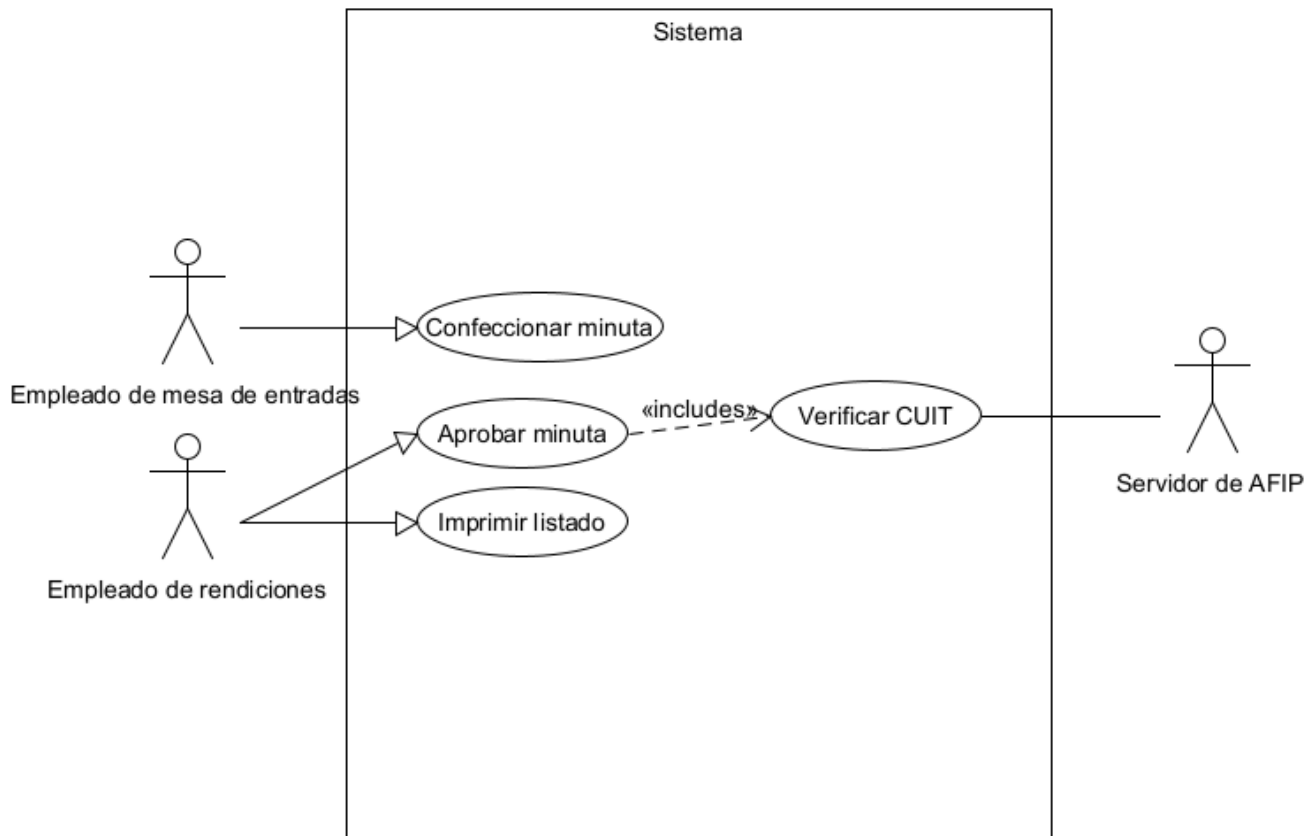 Sistema
Confeccionar minuta
Empleado de mesa de entradas
«includes»
Verificar CUIT
Aprobar minuta
Servidor de AFIP
Imprimir listado
Empleado de rendiciones